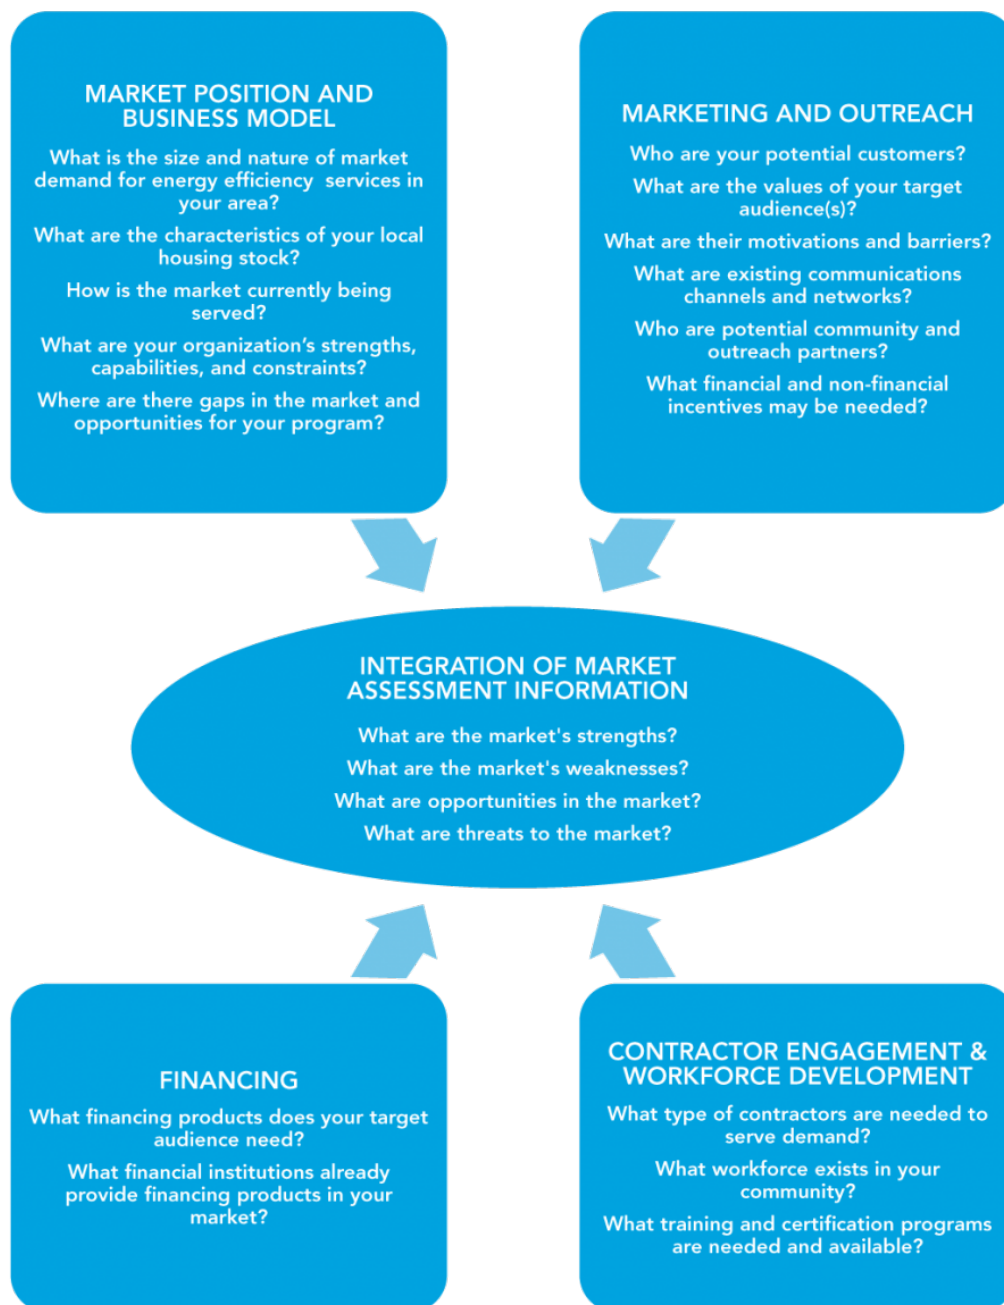 MARKET POSITION AND
BUSINESS MODEL
What is the size and nature of market
demand for energy efficiency services in
your area?
What are the characteristics of your local
housing stock?
How is the market currently being
served?
What are your organization’s strengths,
capabilities, and constraints?
Where are there gaps in the market and
opportunities for your program?
MARKETING AND OUTREACH
Who are your potential customers?
What are the values of your target
audience(s)?
What are their motivations and barriers?
What are existing communications
channels and networks?
Who are potential community and
outreach partners?
What financial and non-financial
incentives may be needed?
INTEGRATION OF MARKET
ASSESSMENT INFORMATION
What are the market's strengths?
What are the market's weaknesses?
What are opportunities in the market?
What are threats to the market?
FINANCING
What financing products does your target
audience need?
What financial institutions already
provide financing products in your
market?
CONTRACTOR ENGAGEMENT &
WORKFORCE DEVELOPMENT
What type of contractors are needed to
serve demand?
What workforce exists in your
community?
What training and certification programs
are needed and available?